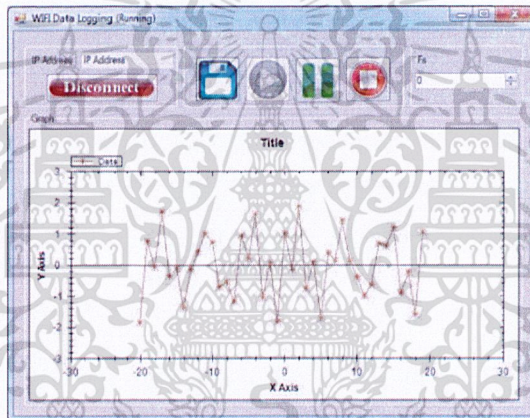 WIFI Data Logging (Running)
IP Address IP Address
Fs
Disconnect
0
Graph
Title
Data
3
2
1
0
-1
-2
-3
Y Axis
-30 -20 -10 0 10 20 30
X Axis